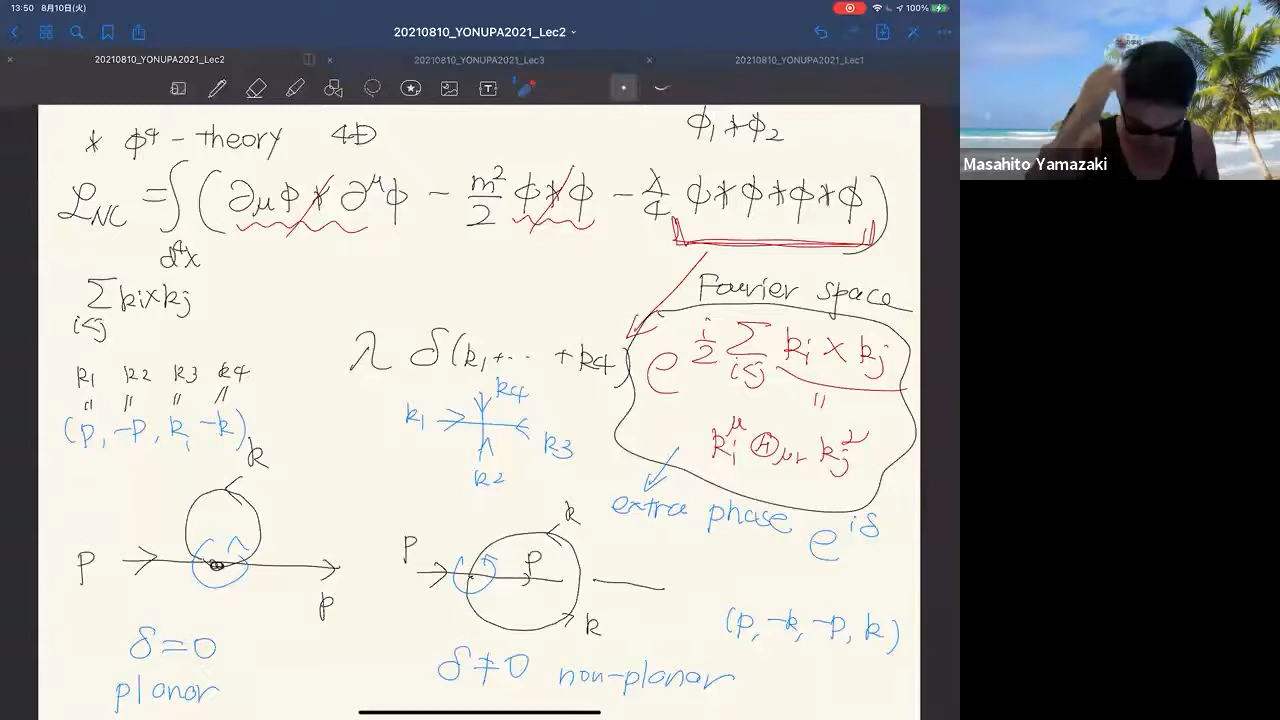 13:50 8月10日(火)
100%
20210810_YONUPA2021_Lec2
20210810_YONUPA2021_Lec2
20210810_YONUPA2021_Lec3
20210810_YONUPA2021_Lec1
Masahito Yamazaki
* φ⁴ - theory 4D
φ₁ * φ₂
ℒ_NC = ∫ ( ∂μφ * ∂^μφ − m²/2 φ * φ − λ/4 φ*φ*φ*φ )
d⁴x
Σ_{i<j} ki×kj
Fourier space
λ δ(k₁+… +k₄) e^{i/2 Σ_{i<j} ki × kj}
〃
ki^μ Θ_μν kj^ν
k1 k2 k3 k4
〃 〃 〃 〃
(p, -p, k, -k)
k1 k4
k2 k3
extra phase e^{iδ}
k
p
p
p p k
k
(p, -k, -p, k)
δ = 0
planar
δ ≠ 0 non-planar